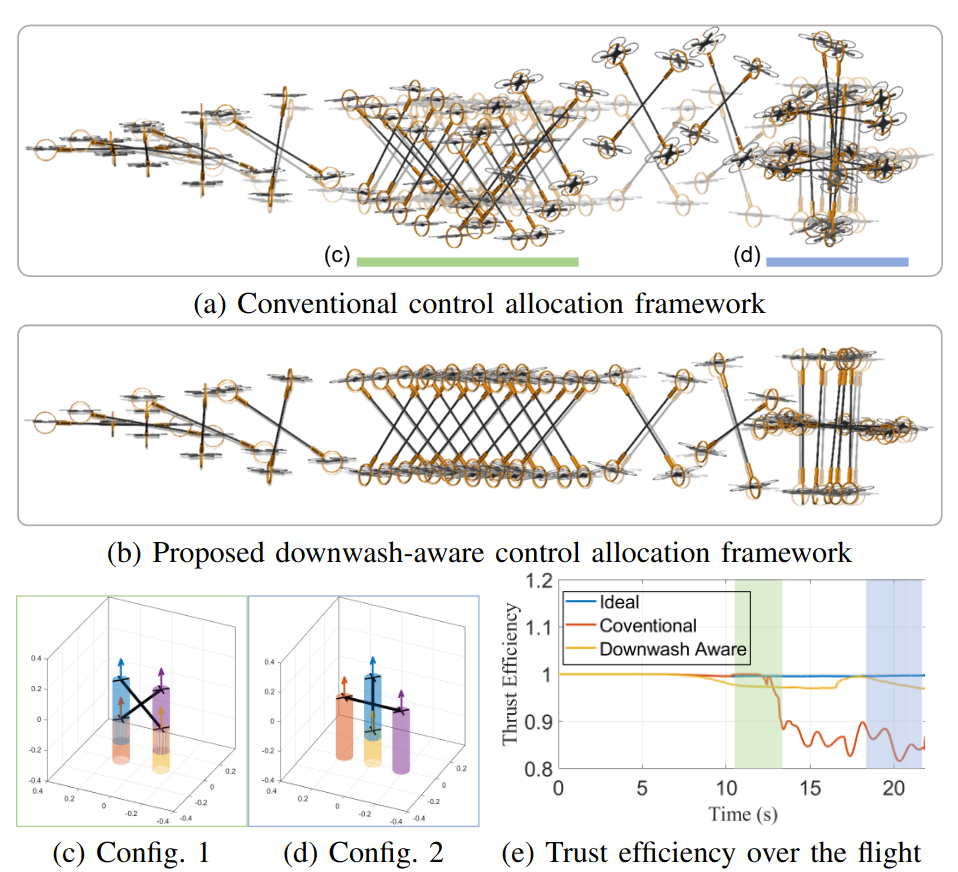 (c)
(d)
(a) Conventional control allocation framework
(b) Proposed downwash-aware control allocation framework
0.4
0.2
0
-0.2
-0.4
0.4
0.2
0
-0.2
-0.4
-0.2
0
0.2
0.4
0.2
0
-0.2
-0.4
0.4
0.2
0
-0.2
-0.4
-0.2
0
0.2
1.2
1.1
1
0.9
0.8
Thrust Efficiency
Ideal
Coventional
Downwash Aware
0 5 10 15 20
Time (s)
(c) Config. 1
(d) Config. 2
(e) Trust efficiency over the flight